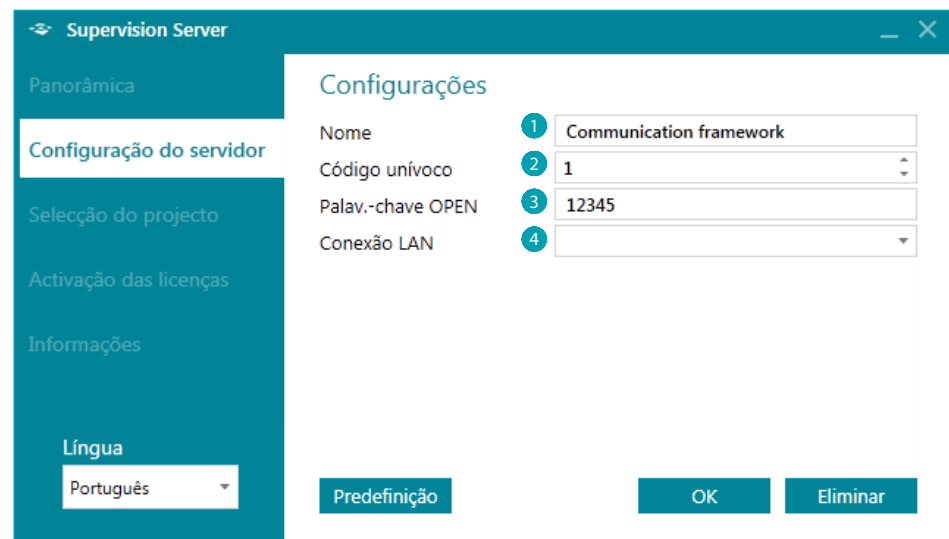 Supervision Server
Panorâmica
Configuração do servidor
Selecção do projecto
Activação das licenças
Informações
Língua
Português
Configurações
Nome 1 Communication framework
Código unívoco 2 1
Palav.-chave OPEN 3 12345
Conexão LAN 4
Predefinição OK Eliminar